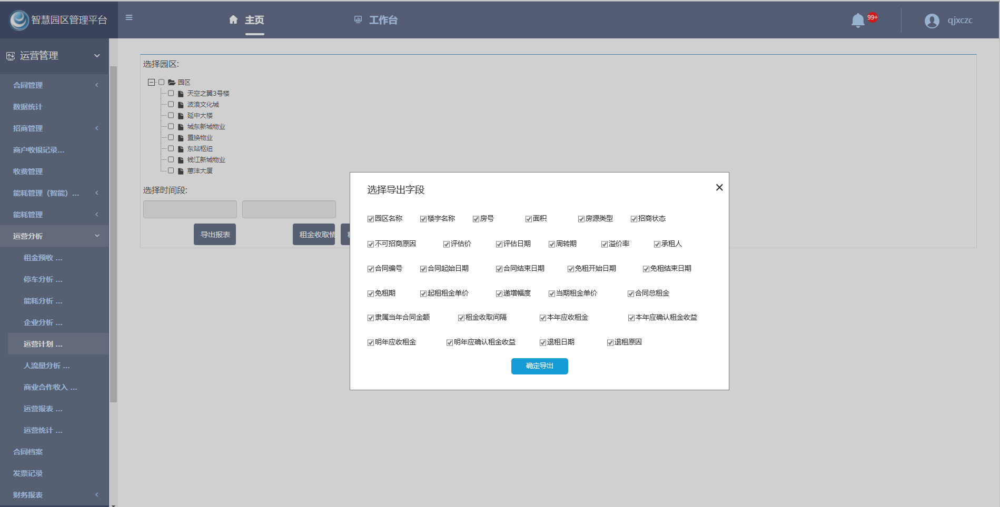 智慧园区管理平台
主页
工作台
99+
qjxczc
运营管理
合同管理
数据统计
招商管理
商户收银记录...
收费管理
能耗管理（智能）...
能耗管理
运营分析
租金预收 ...
停车分析 ...
能耗分析 ...
企业分析 ...
运营计划 ...
人流量分析 ...
商业合作收入 ...
运营报表 ...
运营统计 ...
合同档案
发票记录
财务报表
选择园区:
园区
天空之翼3号楼
波浪文化城
延中大楼
城东新城物业
置换物业
东站枢纽
钱江新城物业
蕙沣大厦
选择时间段:
导出报表
租金收取情
选择导出字段
园区名称 楼宇名称 房号 面积 房源类型 招商状态
不可招商原因 评估价 评估日期 周转期 溢价率 承租人
合同编号 合同起始日期 合同结束日期 免租开始日期 免租结束日期
免租期 起租租金单价 递增幅度 当期租金单价 合同总租金
隶属当年合同金额 租金收取间隔 本年应收租金 本年应确认租金收益
明年应收租金 明年应确认租金收益 退租日期 退租原因
确定导出